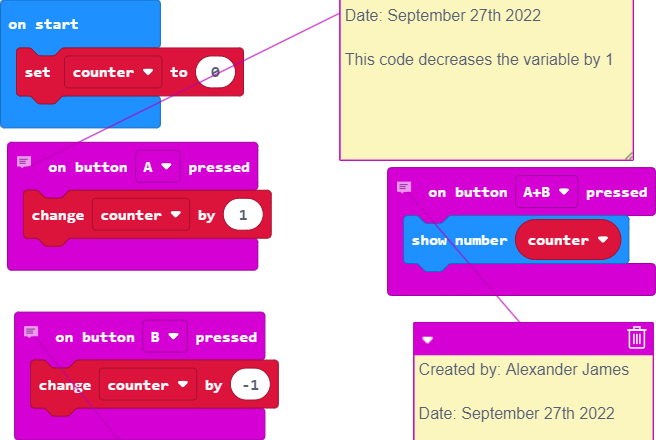 on start
set counter to 0
Date: September 27th 2022
This code decreases the variable by 1
on button A pressed
change counter by 1
on button A+B pressed
show number counter
on button B pressed
change counter by -1
Created by: Alexander James
Date: September 27th 2022